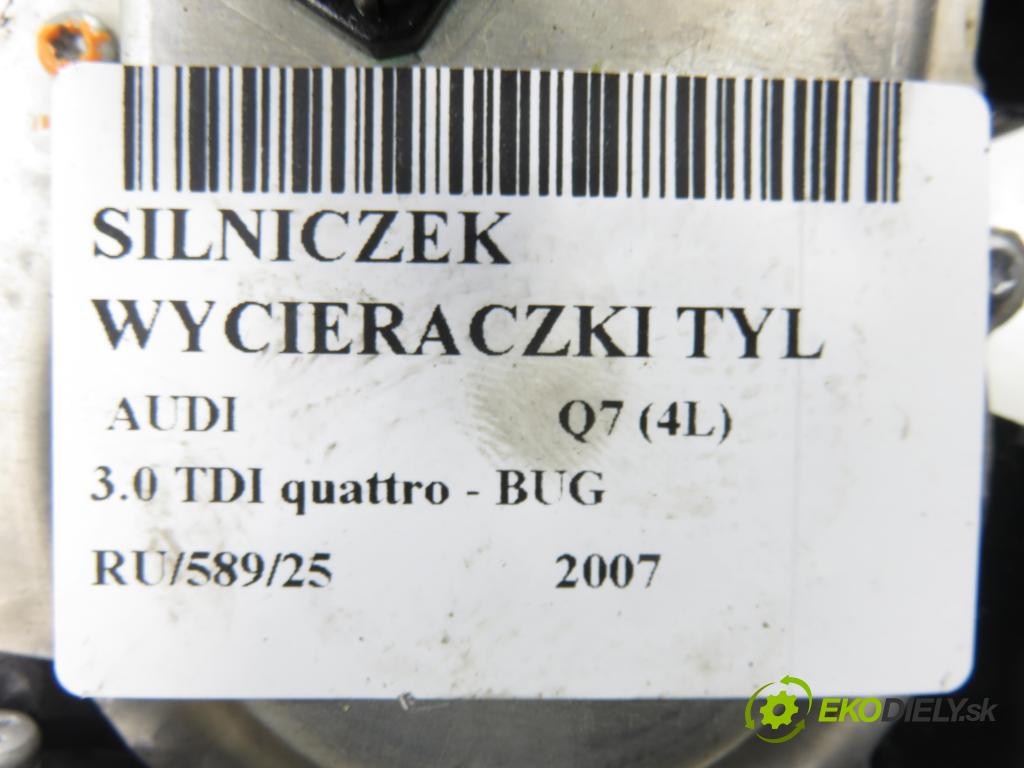 SILNICZEK
WYCIERACZKI TYL
AUDI Q7 (4L)
3.0 TDI quattro - BUG
RU/589/25 2007
EKODIELY.sk